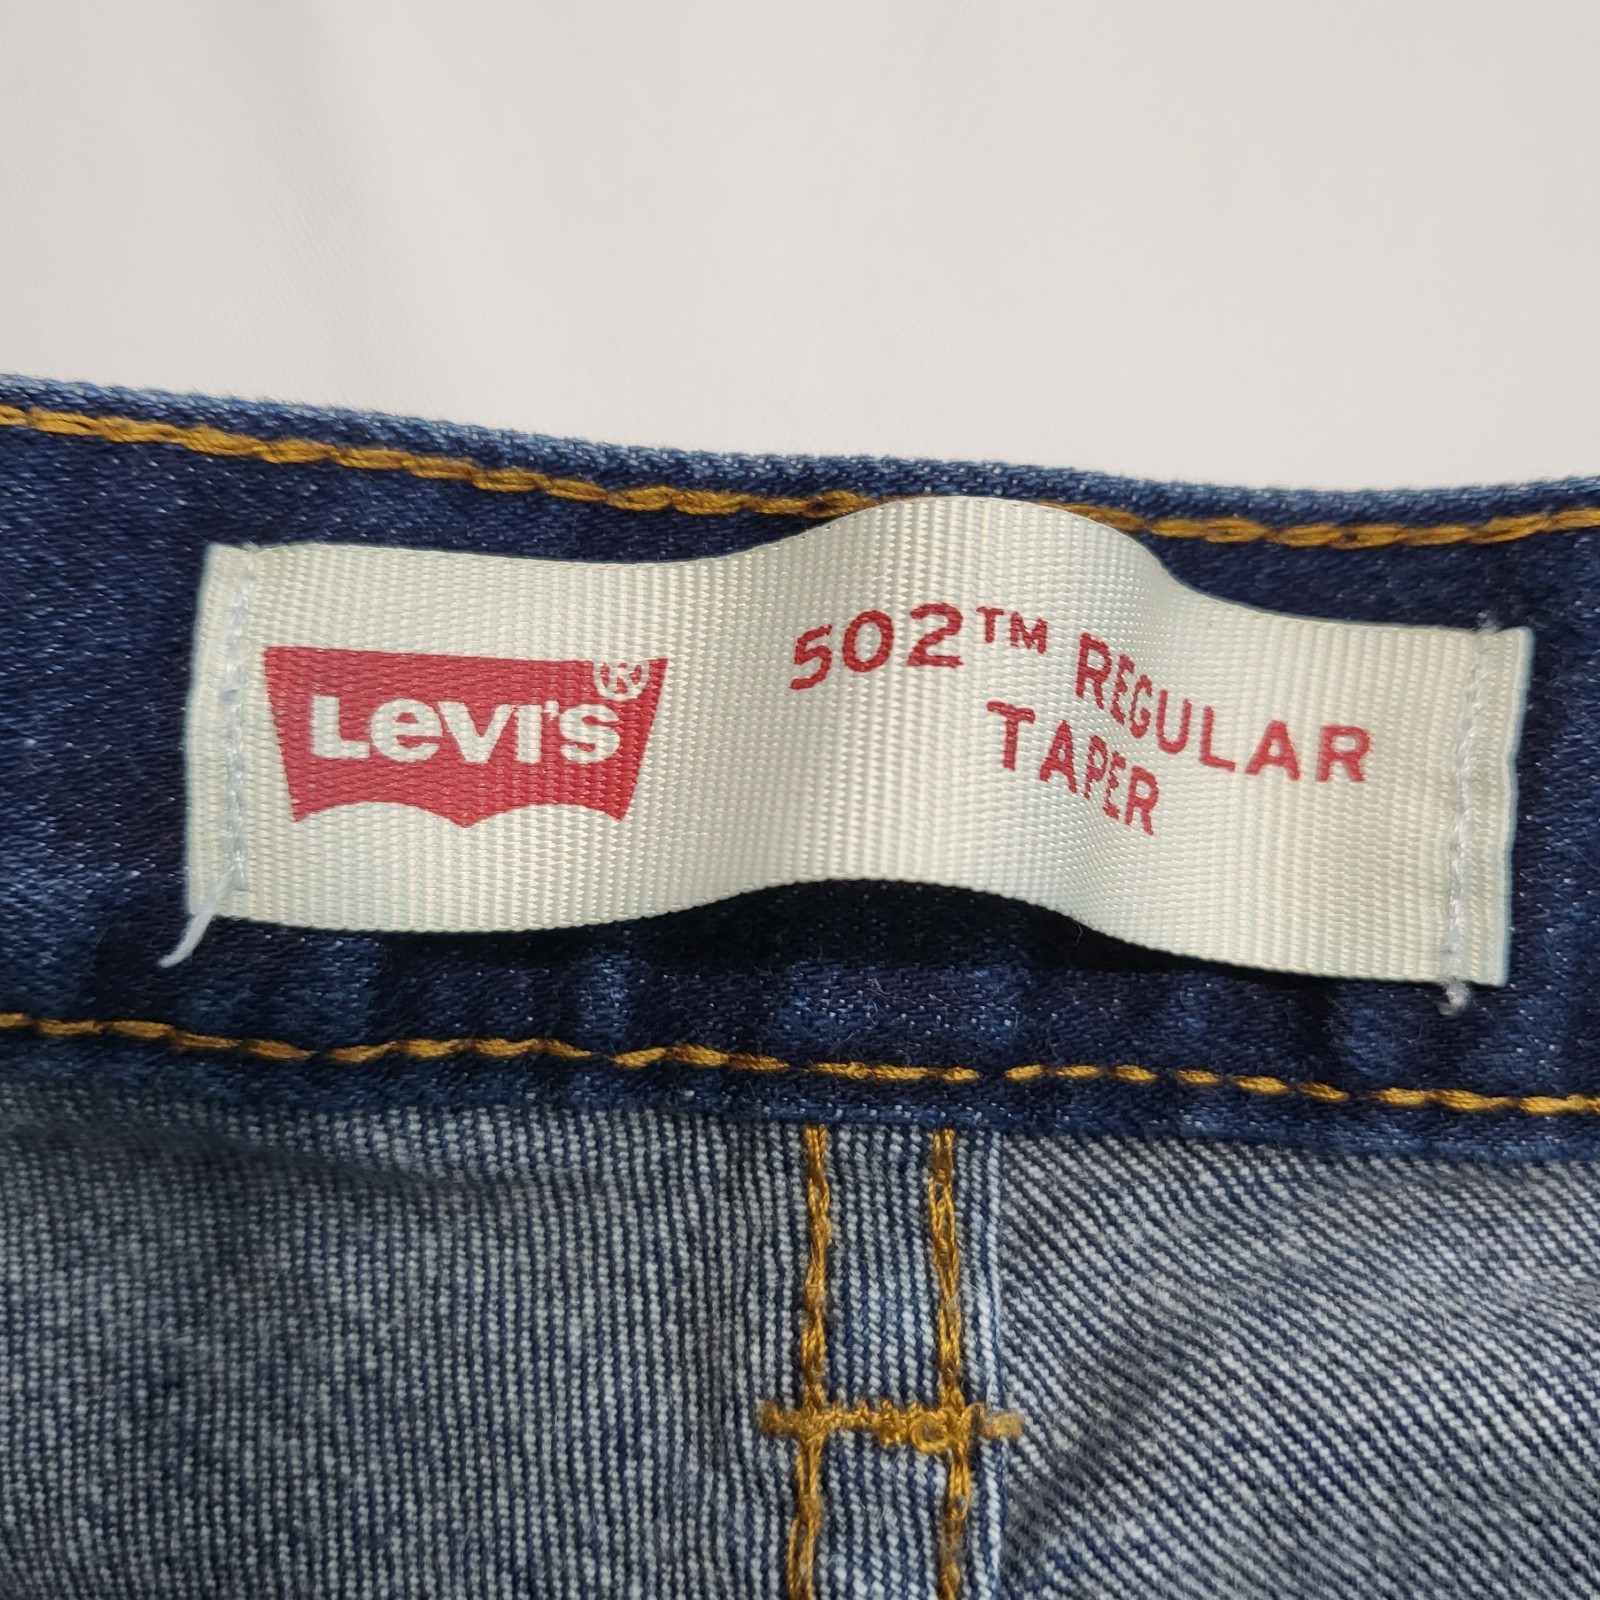 Levi's®
502™ REGULAR
TAPER